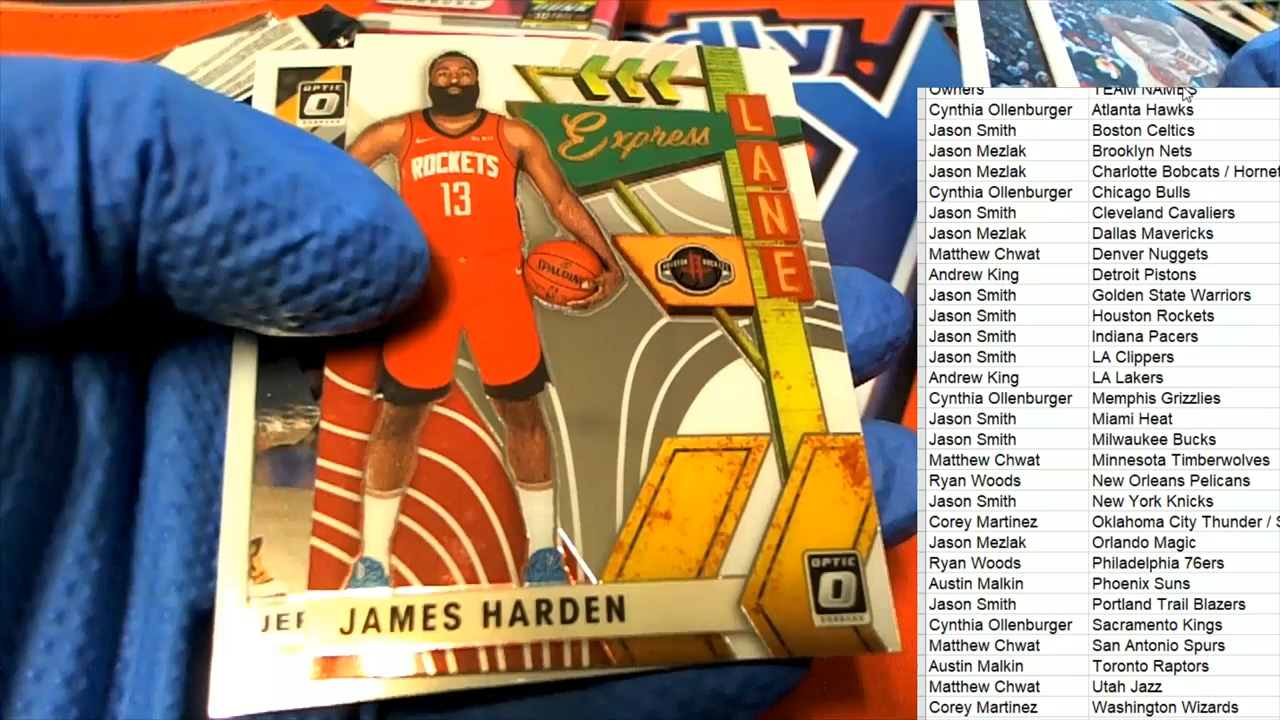 OPTIC
Express
LANE
ROCKETS
13
SPALDING
HOUSTON ROCKETS
OPTIC
DONRUSS
JAMES HARDEN
JEF
Owners TEAM NAMES
Cynthia Ollenburger Atlanta Hawks
Jason Smith Boston Celtics
Jason Mezlak Brooklyn Nets
Jason Mezlak Charlotte Bobcats / Hornet
Cynthia Ollenburger Chicago Bulls
Jason Smith Cleveland Cavaliers
Jason Mezlak Dallas Mavericks
Matthew Chwat Denver Nuggets
Andrew King Detroit Pistons
Jason Smith Golden State Warriors
Jason Smith Houston Rockets
Jason Smith Indiana Pacers
Jason Smith LA Clippers
Andrew King LA Lakers
Cynthia Ollenburger Memphis Grizzlies
Jason Smith Miami Heat
Jason Smith Milwaukee Bucks
Matthew Chwat Minnesota Timberwolves
Ryan Woods New Orleans Pelicans
Jason Smith New York Knicks
Corey Martinez Oklahoma City Thunder / S
Jason Mezlak Orlando Magic
Ryan Woods Philadelphia 76ers
Austin Malkin Phoenix Suns
Jason Smith Portland Trail Blazers
Cynthia Ollenburger Sacramento Kings
Matthew Chwat San Antonio Spurs
Austin Malkin Toronto Raptors
Matthew Chwat Utah Jazz
Corey Martinez Washington Wizards